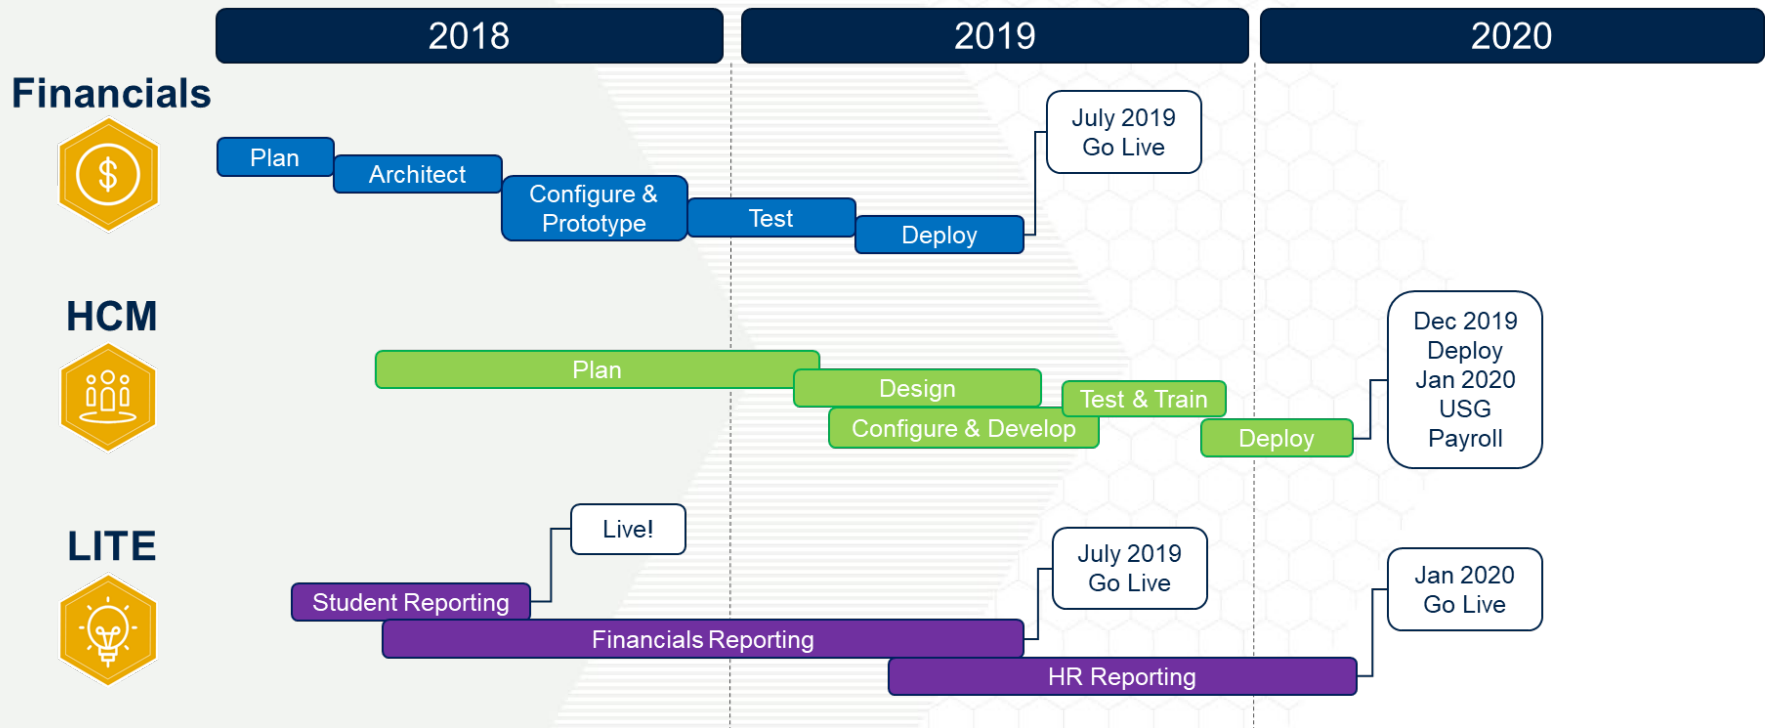 2018
2019
2020
Financials
$
Plan
Architect
Configure &
Prototype
Test
Deploy
July 2019
Go Live
HCM
Plan
Design
Configure & Develop
Test & Train
Deploy
Dec 2019
Deploy
Jan 2020
USG
Payroll
LITE
Student Reporting
Live!
Financials Reporting
July 2019
Go Live
HR Reporting
Jan 2020
Go Live